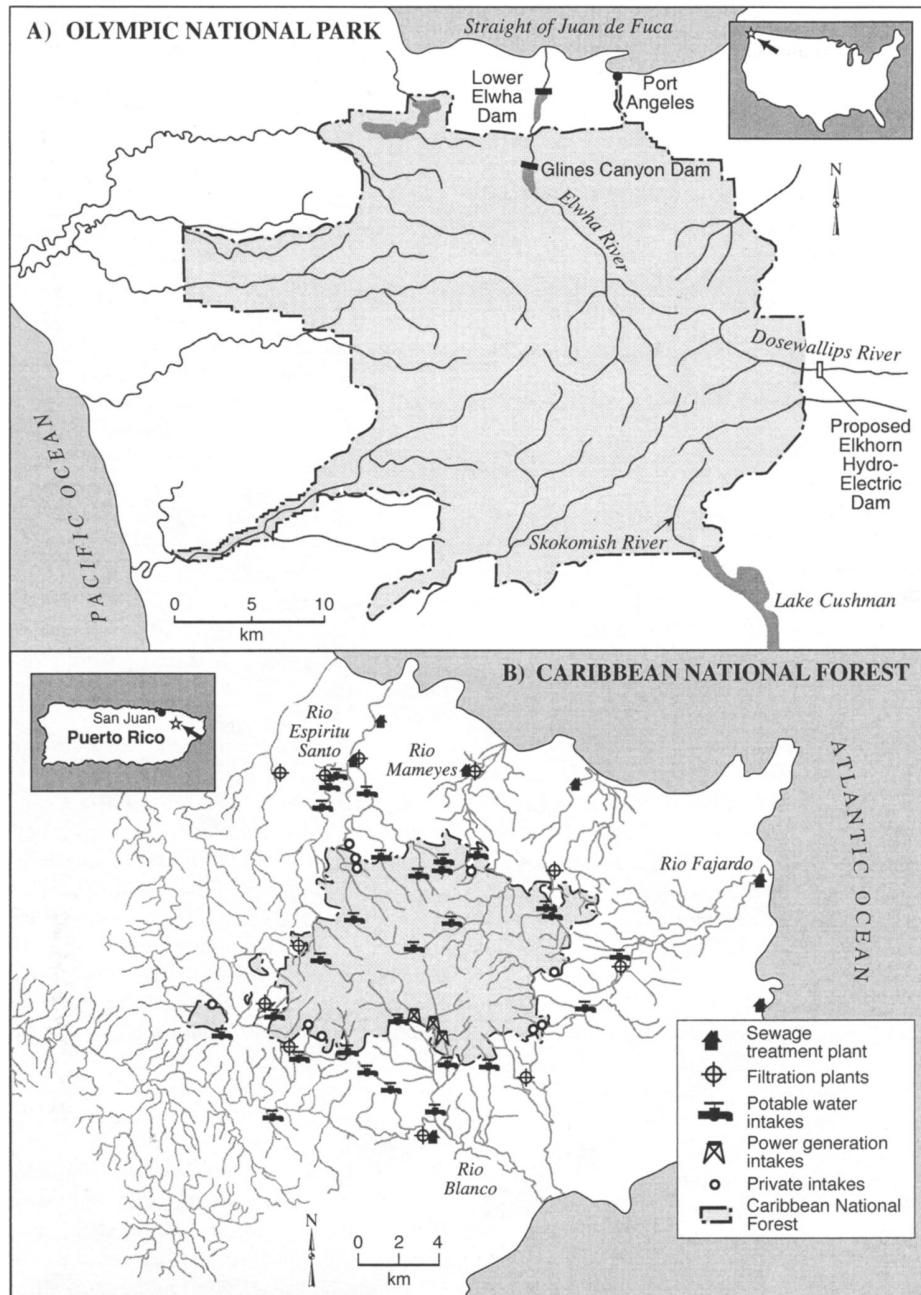 A) OLYMPIC NATIONAL PARK
Straight of Juan de Fuca
Lower
Elwha
Dam
Port
Angeles
Glines Canyon Dam
N
Elwha River
Dosewallips River
Proposed
Elkhorn
Hydro-
Electric
Dam
PACIFIC OCEAN
Skokomish River
Lake Cushman
0 5 10
km
B) CARIBBEAN NATIONAL FOREST
San Juan
Puerto Rico
Rio
Espiritu
Santo
Rio
Mameyes
Rio Fajardo
ATLANTIC OCEAN
Rio
Blanco
N
0 2 4
km
Sewage
treatment plant
Filtration plants
Potable water
intakes
Power generation
intakes
Private intakes
Caribbean National
Forest